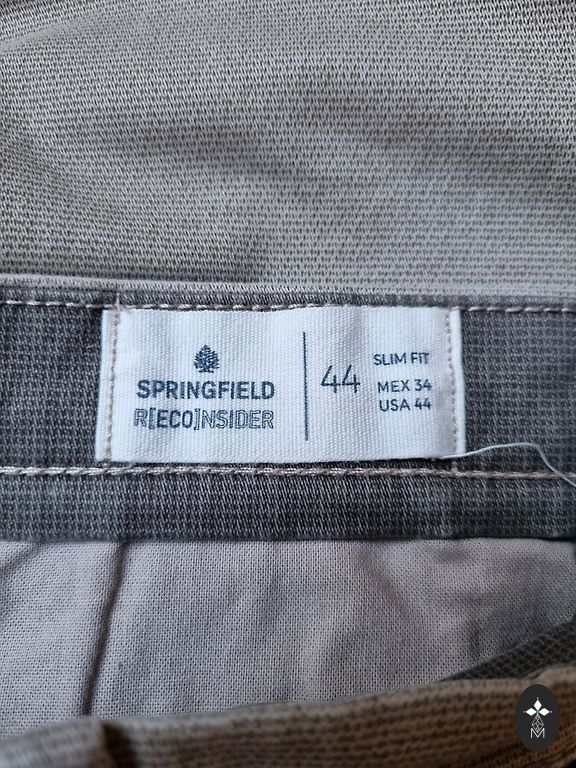 SPRINGFIELD
R[ECO]NSIDER
44
SLIM FIT
MEX 34
USA 44
M